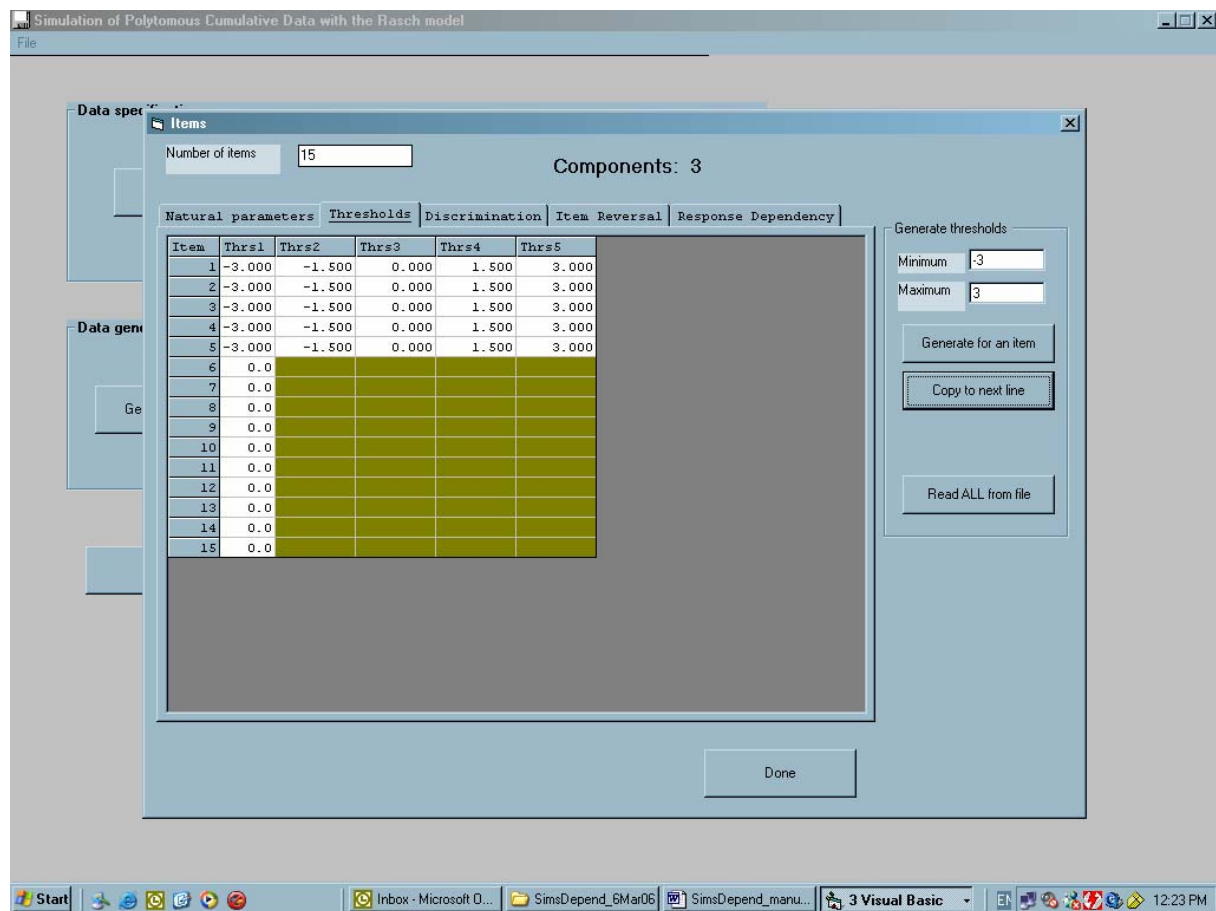 Simulation of Polytomous Cumulative Data with the Rasch model
File
Data spec
Items
Number of items 15
Components: 3
Natural parameters Thresholds Discrimination Item Reversal Response Dependency
Item Thrs1 Thrs2 Thrs3 Thrs4 Thrs5
1 -3.000 -1.500 0.000 1.500 3.000
2 -3.000 -1.500 0.000 1.500 3.000
3 -3.000 -1.500 0.000 1.500 3.000
4 -3.000 -1.500 0.000 1.500 3.000
5 -3.000 -1.500 0.000 1.500 3.000
6 0.0
7 0.0
8 0.0
9 0.0
10 0.0
11 0.0
12 0.0
13 0.0
14 0.0
15 0.0
Generate thresholds
Minimum -3
Maximum 3
Generate for an item
Copy to next line
Read ALL from file
Data gene
Ge
Done
Start
Inbox - Microsoft O...
SimsDepend_6Mar06
SimsDepend_manu...
3 Visual Basic
EN
12:23 PM